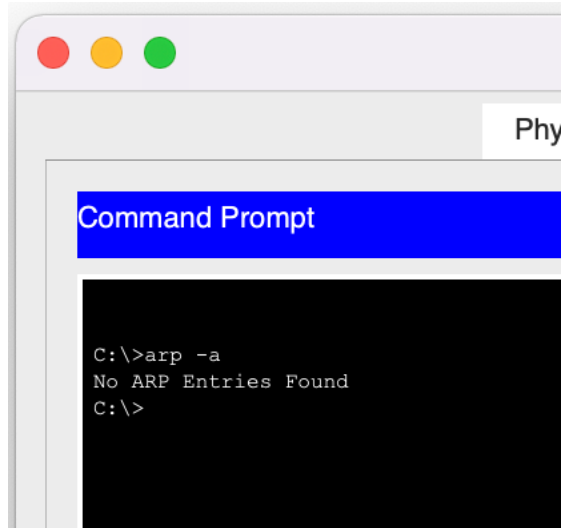 Phy
Command Prompt
C:\>arp -a
No ARP Entries Found
C:\>